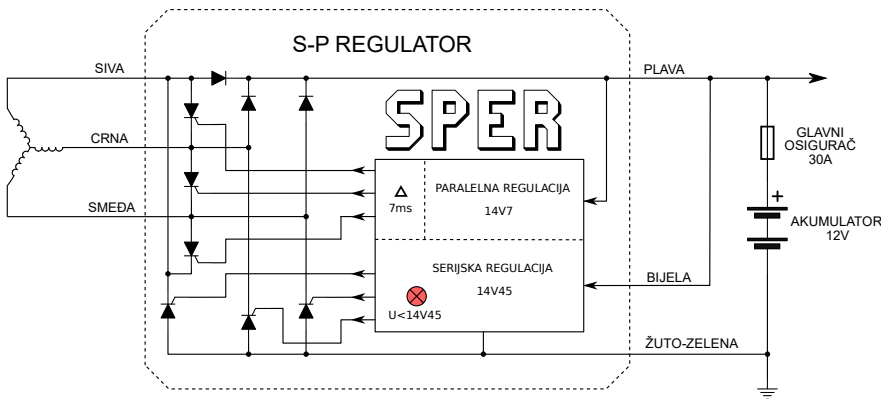 S-P REGULATOR
SIVA
PLAVA
SPER
CRNA
GLAVNI
OSIGURAČ
30A
Δ
7ms
PARALELNA REGULACIJA
14V7
SMEĐA
+
AKUMULATOR
12V
SERIJSKA REGULACIJA
14V45
BIJELA
U<14V45
ŽUTO-ZELENA